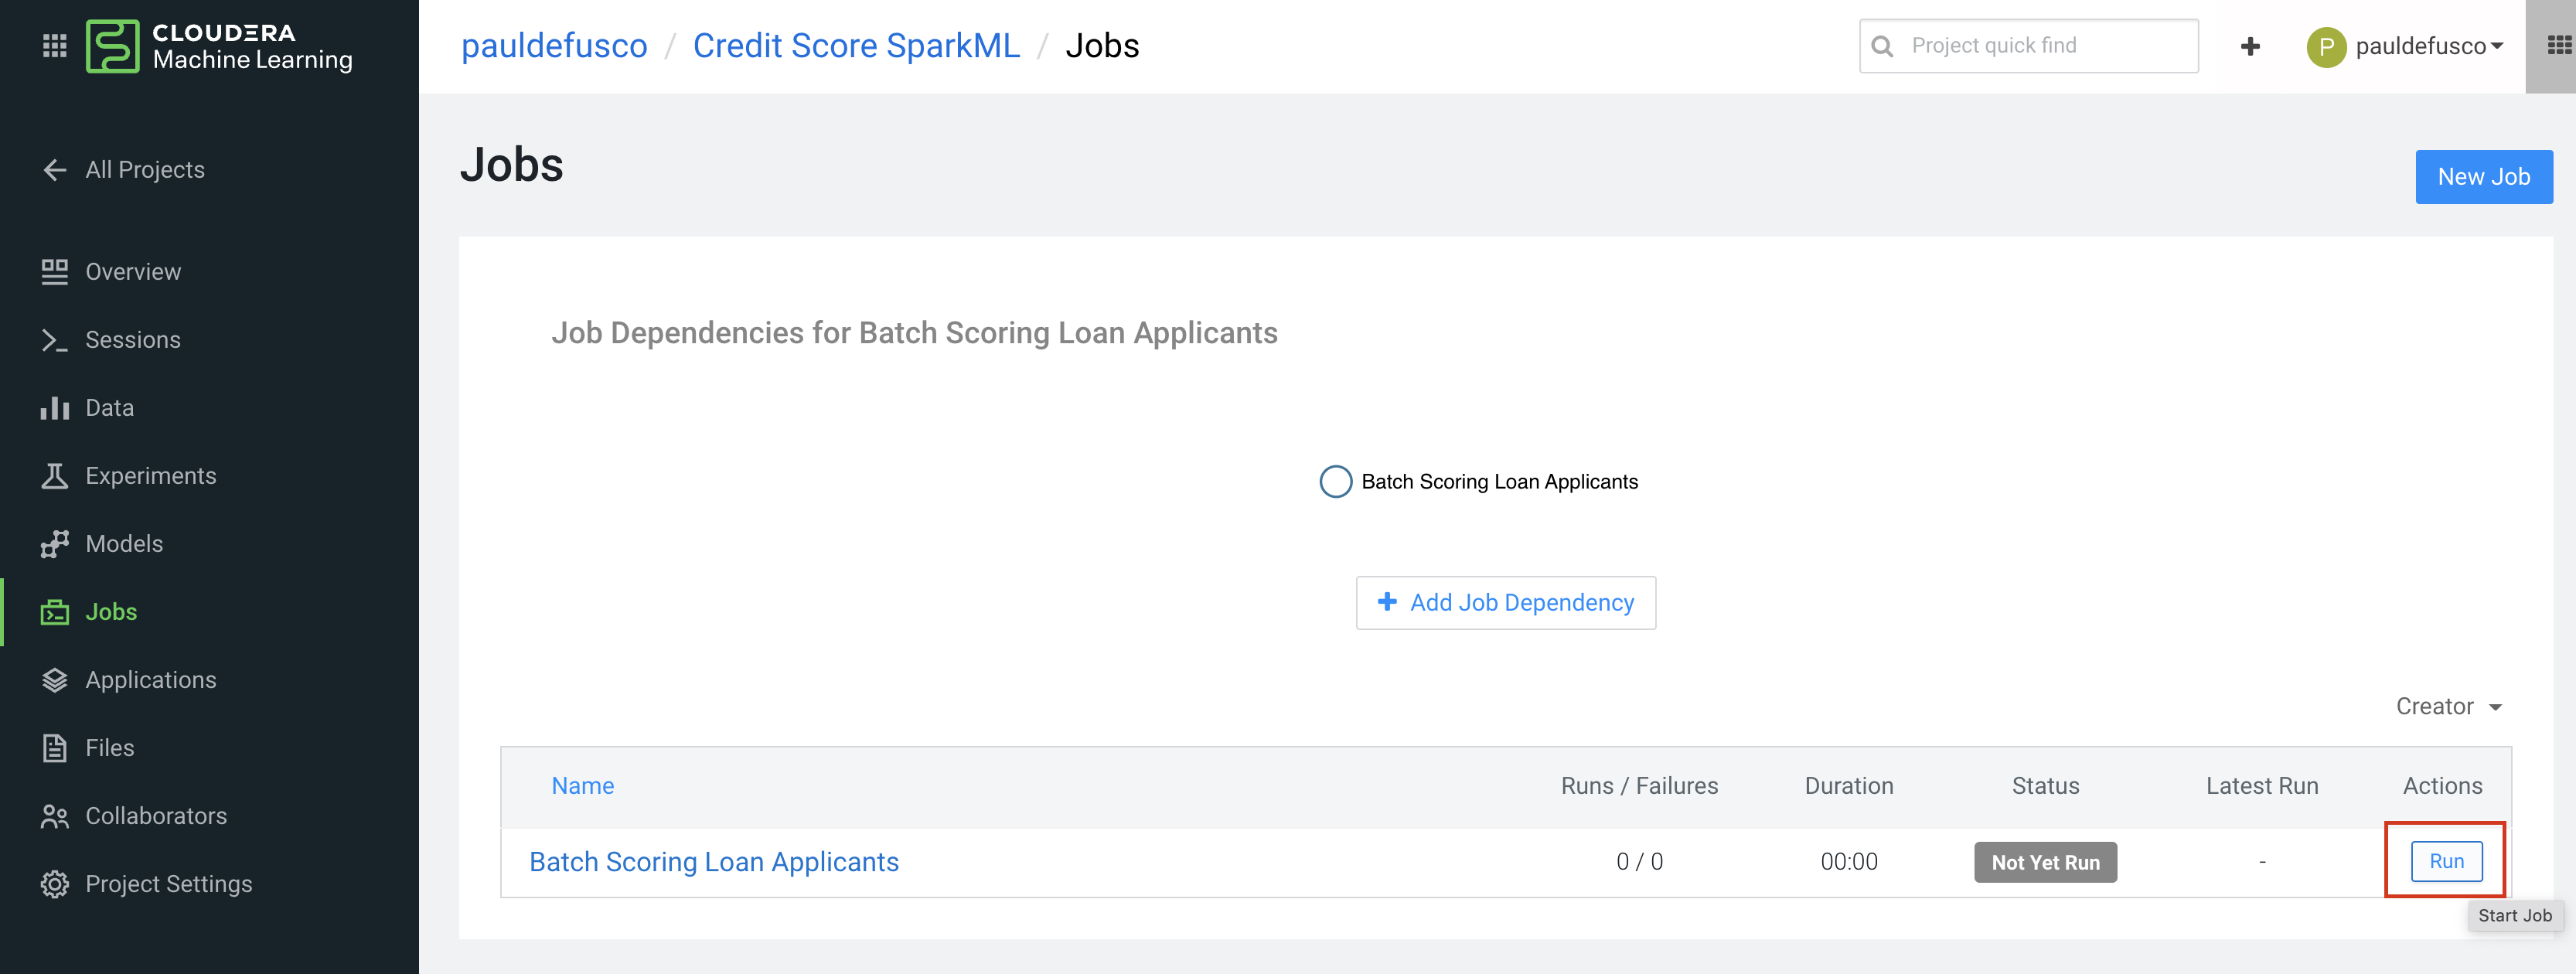 CLOUDERA
Machine Learning
pauldefusco / Credit Score SparkML / Jobs
Project quick find
P
pauldefusco
All Projects
Overview
Sessions
Data
Experiments
Models
Jobs
Applications
Files
Collaborators
Project Settings
Jobs
New Job
Job Dependencies for Batch Scoring Loan Applicants
Batch Scoring Loan Applicants
+ Add Job Dependency
Creator
Name Runs / Failures Duration Status Latest Run Actions
Batch Scoring Loan Applicants 0 / 0 00:00 Not Yet Run - Run
Start Job